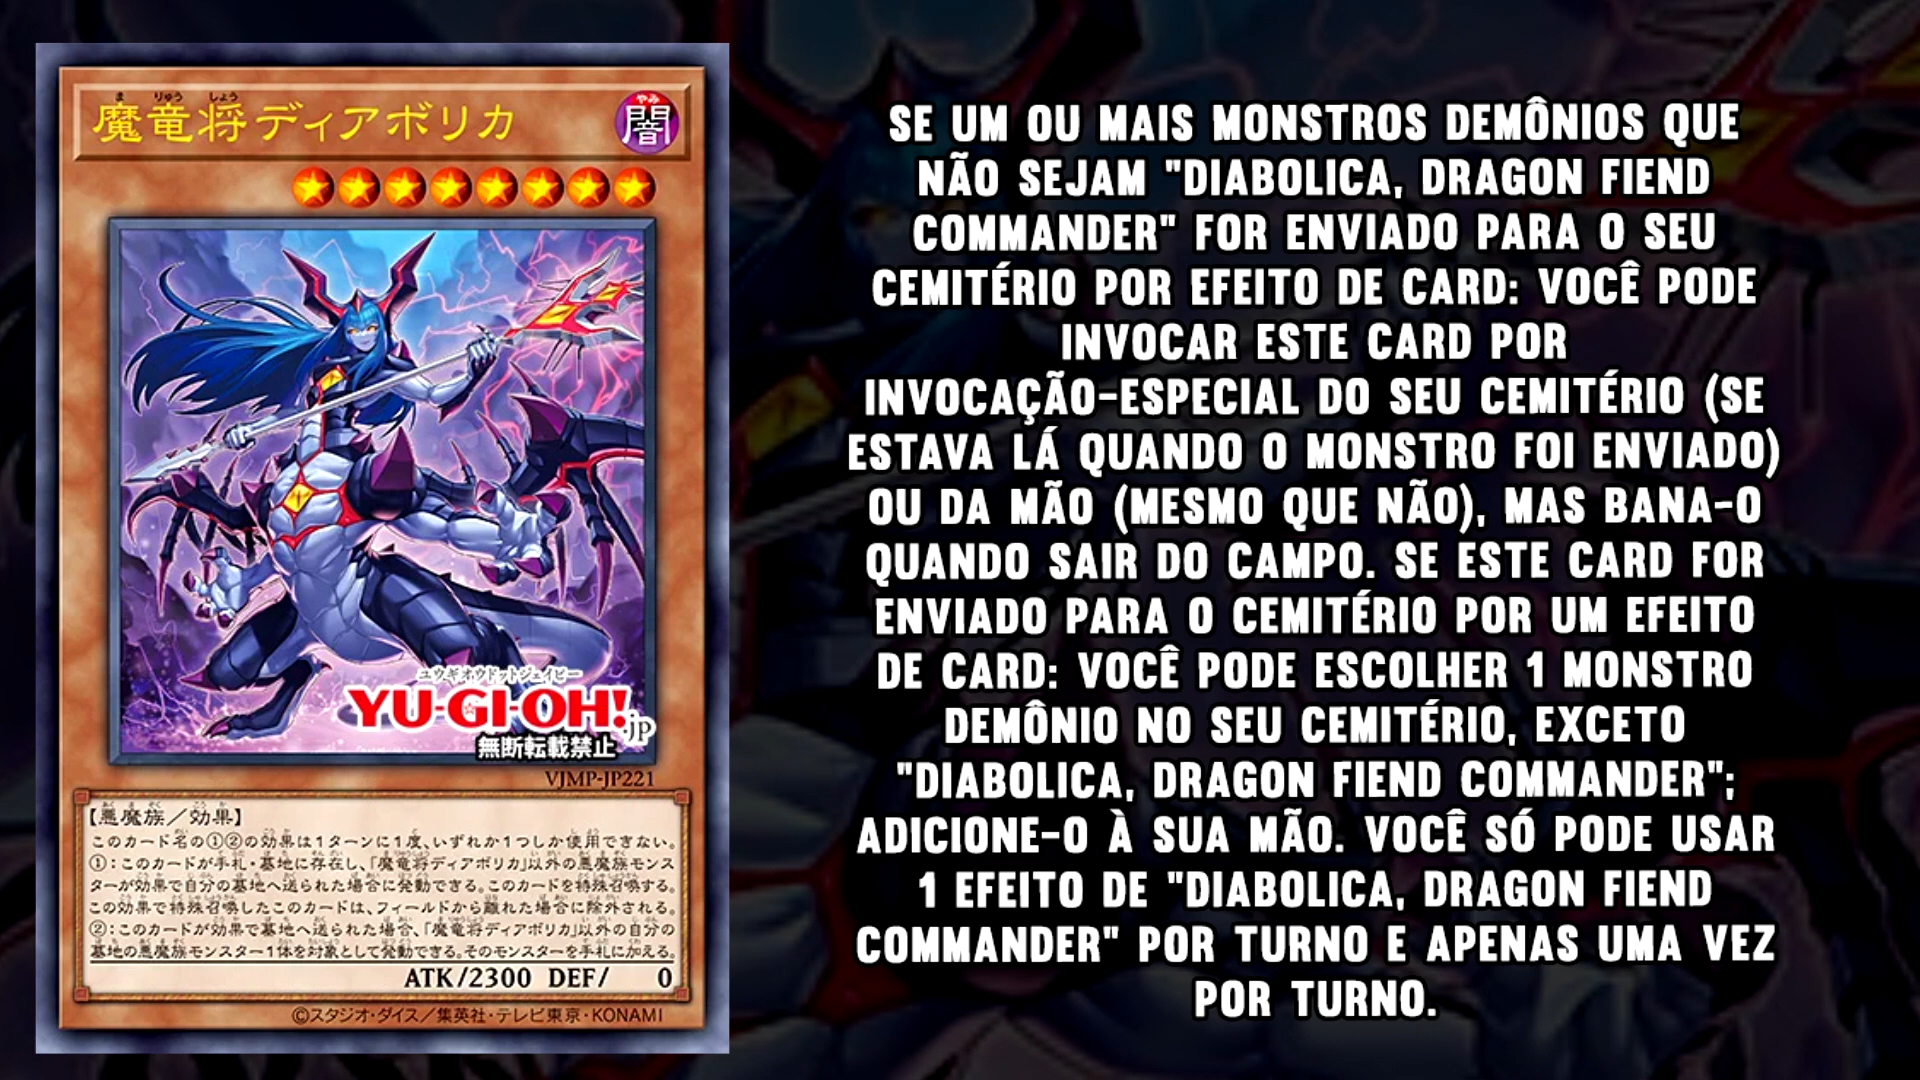 魔竜将ディアボリカ
ま りゅう しょう
やみ
闇
ユウギオウドットジェイピー
YU-GI-OH!.jp
無断転載禁止
VJMP-JP221
【悪魔族／効果】
このカード名の①②の効果は1ターンに1度、いずれか1つしか使用できない。
①：このカードが手札・墓地に存在し、「魔竜将ディアボリカ」以外の悪魔族モンス
ターが効果で自分の墓地へ送られた場合に発動できる。このカードを特殊召喚する。
この効果で特殊召喚したこのカードは、フィールドから離れた場合に除外される。
②：このカードが効果で墓地へ送られた場合、「魔竜将ディアボリカ」以外の自分の
墓地の悪魔族モンスター1体を対象として発動できる。そのモンスターを手札に加える。
ATK/2300 DEF/ 0
©スタジオ・ダイス／集英社・テレビ東京・KONAMI
SE UM OU MAIS MONSTROS DEMÔNIOS QUE
NÃO SEJAM "DIABOLICA, DRAGON FIEND
COMMANDER" FOR ENVIADO PARA O SEU
CEMITÉRIO POR EFEITO DE CARD: VOCÊ PODE
INVOCAR ESTE CARD POR
INVOCAÇÃO-ESPECIAL DO SEU CEMITÉRIO (SE
ESTAVA LÁ QUANDO O MONSTRO FOI ENVIADO)
OU DA MÃO (MESMO QUE NÃO), MAS BANA-O
QUANDO SAIR DO CAMPO. SE ESTE CARD FOR
ENVIADO PARA O CEMITÉRIO POR UM EFEITO
DE CARD: VOCÊ PODE ESCOLHER 1 MONSTRO
DEMÔNIO NO SEU CEMITÉRIO, EXCETO
"DIABOLICA, DRAGON FIEND COMMANDER";
ADICIONE-O À SUA MÃO. VOCÊ SÓ PODE USAR
1 EFEITO DE "DIABOLICA, DRAGON FIEND
COMMANDER" POR TURNO E APENAS UMA VEZ
POR TURNO.